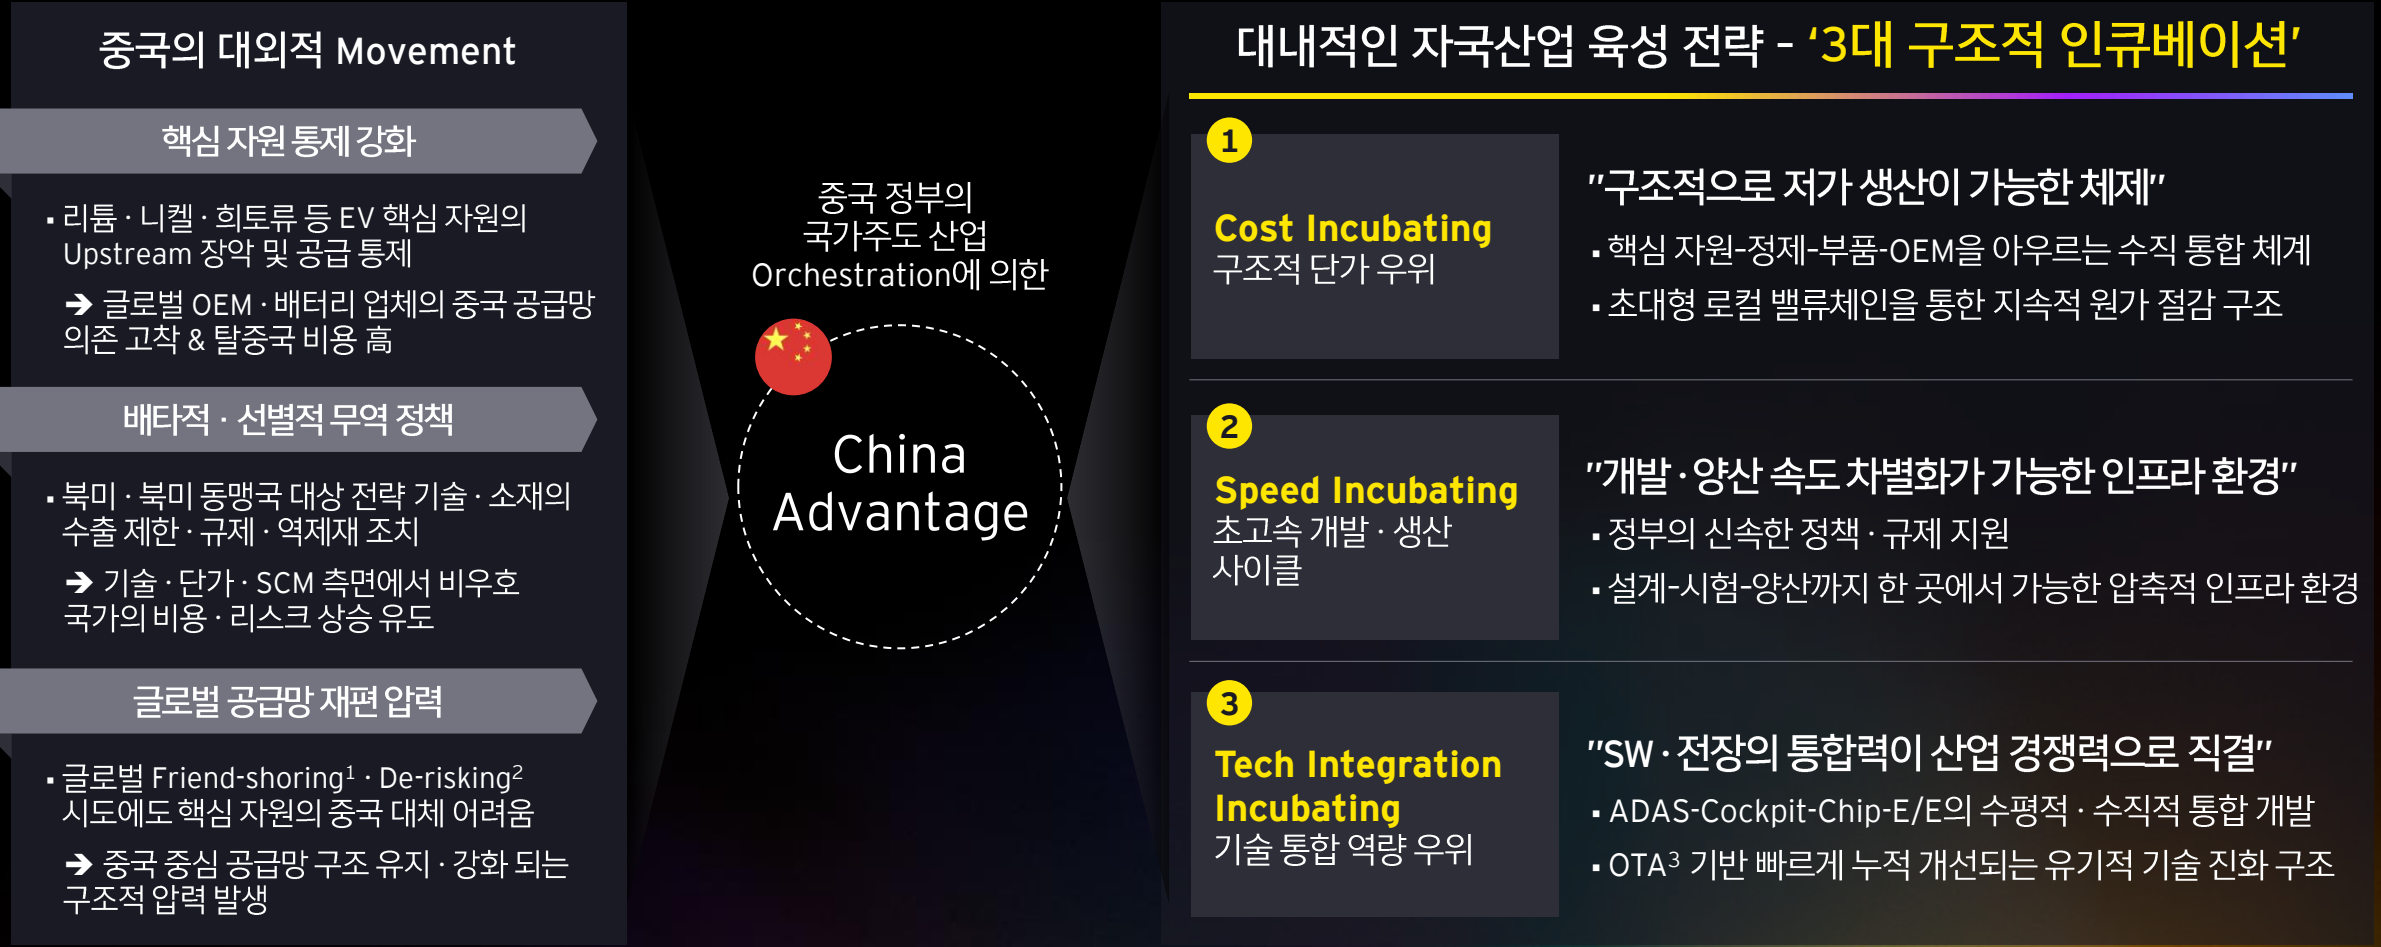 중국의 대외적 Movement
핵심 자원 통제 강화
▪ 리튬 · 니켈 · 희토류 등 EV 핵심 자원의
Upstream 장악 및 공급 통제
➔ 글로벌 OEM · 배터리 업체의 중국 공급망
의존 고착 & 탈중국 비용 高
배타적 · 선별적 무역 정책
▪ 북미 · 북미 동맹국 대상 전략 기술 · 소재의
수출 제한 · 규제 · 역제재 조치
➔ 기술 · 단가 · SCM 측면에서 비우호
국가의 비용 · 리스크 상승 유도
글로벌 공급망 재편 압력
▪ 글로벌 Friend-shoring¹ · De-risking²
시도에도 핵심 자원의 중국 대체 어려움
➔ 중국 중심 공급망 구조 유지 · 강화 되는
구조적 압력 발생
중국 정부의
국가주도 산업
Orchestration에 의한
China
Advantage
대내적인 자국산업 육성 전략 - ‘3대 구조적 인큐베이션’
1
Cost Incubating
구조적 단가 우위
"구조적으로 저가 생산이 가능한 체제"
▪ 핵심 자원-정제-부품-OEM을 아우르는 수직 통합 체계
▪ 초대형 로컬 밸류체인을 통한 지속적 원가 절감 구조
2
Speed Incubating
초고속 개발 · 생산
사이클
"개발 · 양산 속도 차별화가 가능한 인프라 환경"
▪ 정부의 신속한 정책 · 규제 지원
▪ 설계-시험-양산까지 한 곳에서 가능한 압축적 인프라 환경
3
Tech Integration
Incubating
기술 통합 역량 우위
"SW · 전장의 통합력이 산업 경쟁력으로 직결"
▪ ADAS-Cockpit-Chip-E/E의 수평적 · 수직적 통합 개발
▪ OTA³ 기반 빠르게 누적 개선되는 유기적 기술 진화 구조